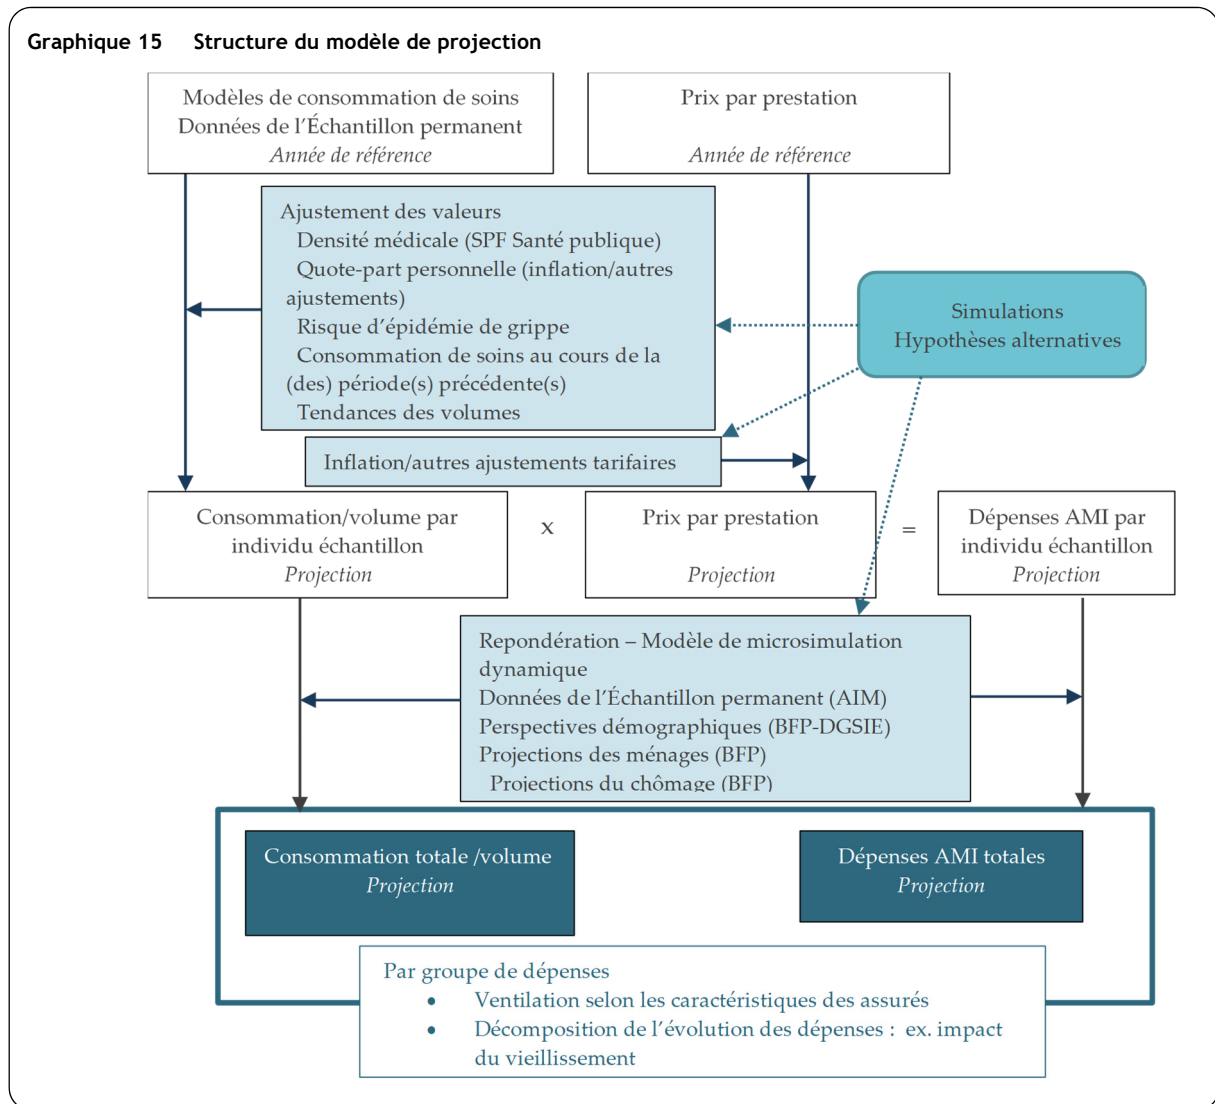 Graphique 15 Structure du modèle de projection
Modèles de consommation de soins
Données de l'Échantillon permanent
Année de référence
Prix par prestation
Année de référence
Ajustement des valeurs
Densité médicale (SPF Santé publique)
Quote-part personnelle (inflation/autres
ajustements)
Risque d'épidémie de grippe
Consommation de soins au cours de la
(des) période(s) précédente(s)
Tendances des volumes
Simulations
Hypothèses alternatives
Inflation/autres ajustements tarifaires
Consommation/volume par
individu échantillon
Projection
x
Prix par prestation
Projection
=
Dépenses AMI par
individu échantillon
Projection
Repondération – Modèle de microsimulation
dynamique
Données de l'Échantillon permanent (AIM)
Perspectives démographiques (BFP-DGSIE)
Projections des ménages (BFP)
Projections du chômage (BFP)
Consommation totale /volume
Projection
Dépenses AMI totales
Projection
Par groupe de dépenses
• Ventilation selon les caractéristiques des assurés
• Décomposition de l'évolution des dépenses : ex. impact
du vieillissement